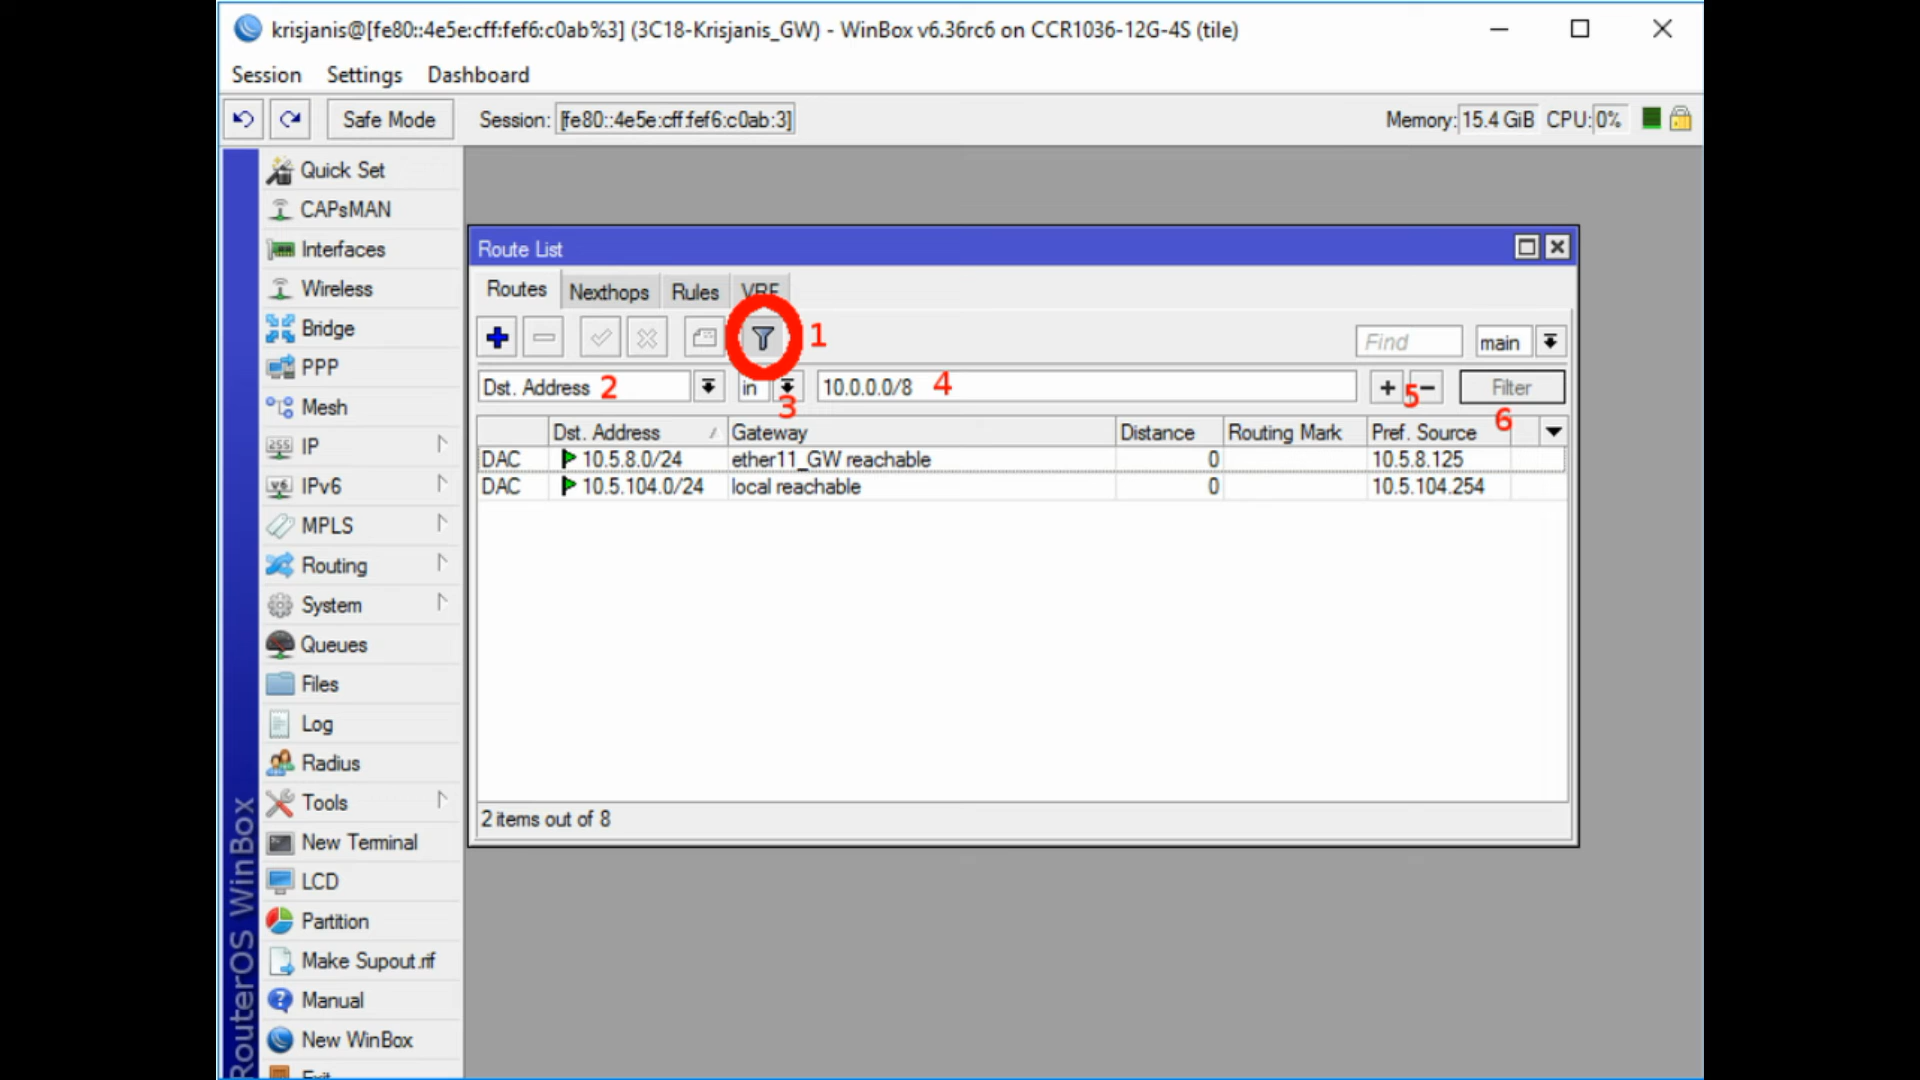 krisjanis@[fe80::4e5e:cff:fef6:c0ab%3] (3C18-Krisjanis_GW) - WinBox v6.36rc6 on CCR1036-12G-4S (tile)
Session Settings Dashboard
Safe Mode Session: [fe80::4e5e:cff:fef6:c0ab:3] Memory: 15.4 GiB CPU: 0%
Quick Set
CAPsMAN
Interfaces
Wireless
Bridge
PPP
Mesh
255 IP
v6 IPv6
MPLS
Routing
System
Queues
Files
Log
Radius
Tools
New Terminal
LCD
Partition
Make Supout.rif
Manual
New WinBox
Exit
RouterOS WinBox
Route List
Routes Nexthops Rules VRF
1 Find main
Dst. Address 2 in 3 10.0.0.0/8 4 5 Filter 6
Dst. Address Gateway Distance Routing Mark Pref. Source
DAC 10.5.8.0/24 ether11_GW reachable 0 10.5.8.125
DAC 10.5.104.0/24 local reachable 0 10.5.104.254
2 items out of 8